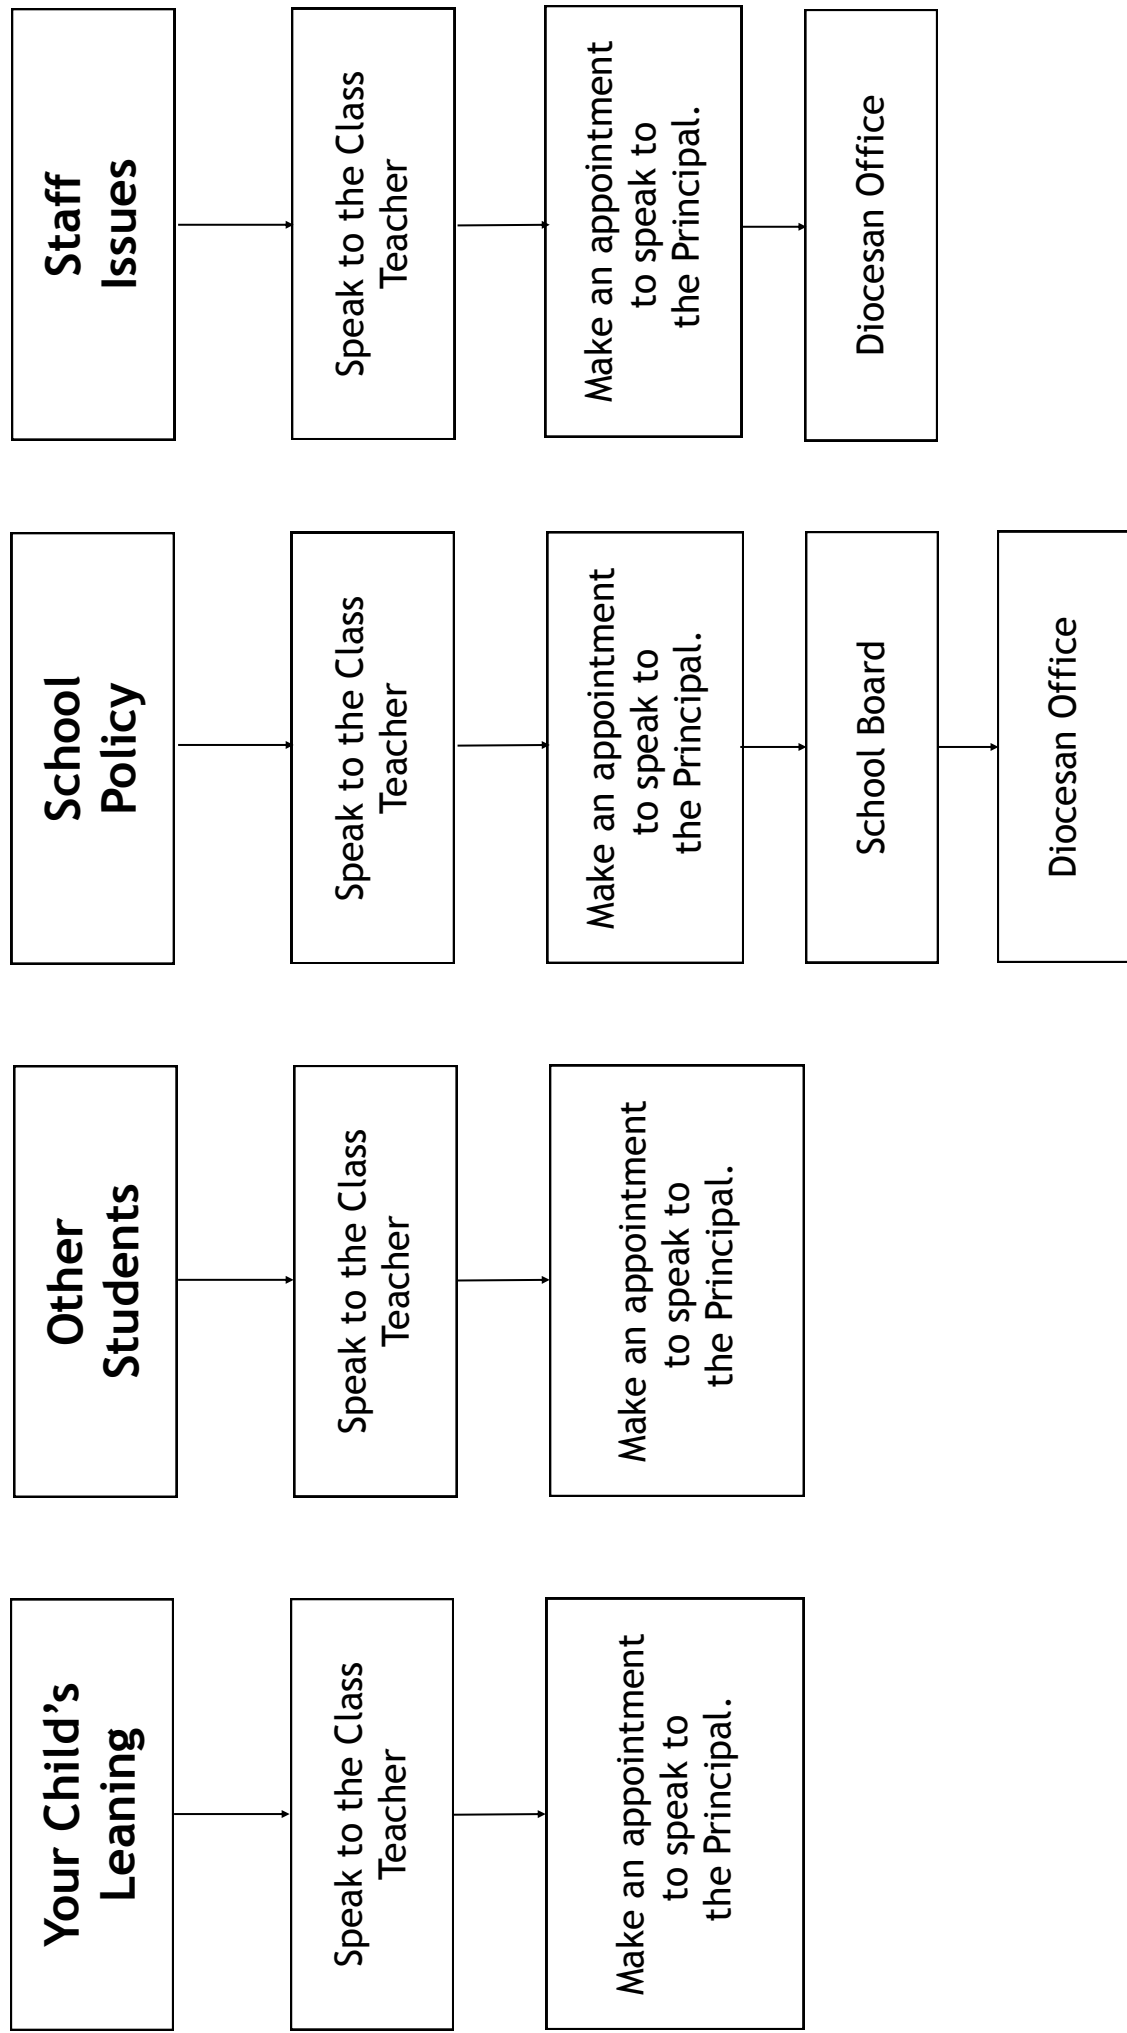 Your Child's
Leaning
Speak to the Class
Teacher
Make an appointment
to speak to
the Principal.
Other
Students
Speak to the Class
Teacher
Make an appointment
to speak to
the Principal.
School
Policy
Speak to the Class
Teacher
Make an appointment
to speak to
the Principal.
School Board
Diocesan Office
Staff
Issues
Speak to the Class
Teacher
Make an appointment
to speak to
the Principal.
Diocesan Office